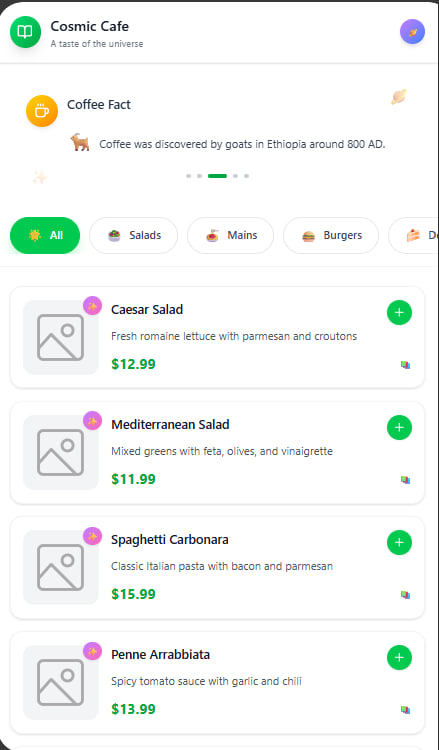 Cosmic Cafe
A taste of the universe
Coffee Fact
Coffee was discovered by goats in Ethiopia around 800 AD.
All Salads Mains Burgers
Caesar Salad
Fresh romaine lettuce with parmesan and croutons
$12.99
Mediterranean Salad
Mixed greens with feta, olives, and vinaigrette
$11.99
Spaghetti Carbonara
Classic Italian pasta with bacon and parmesan
$15.99
Penne Arrabbiata
Spicy tomato sauce with garlic and chili
$13.99